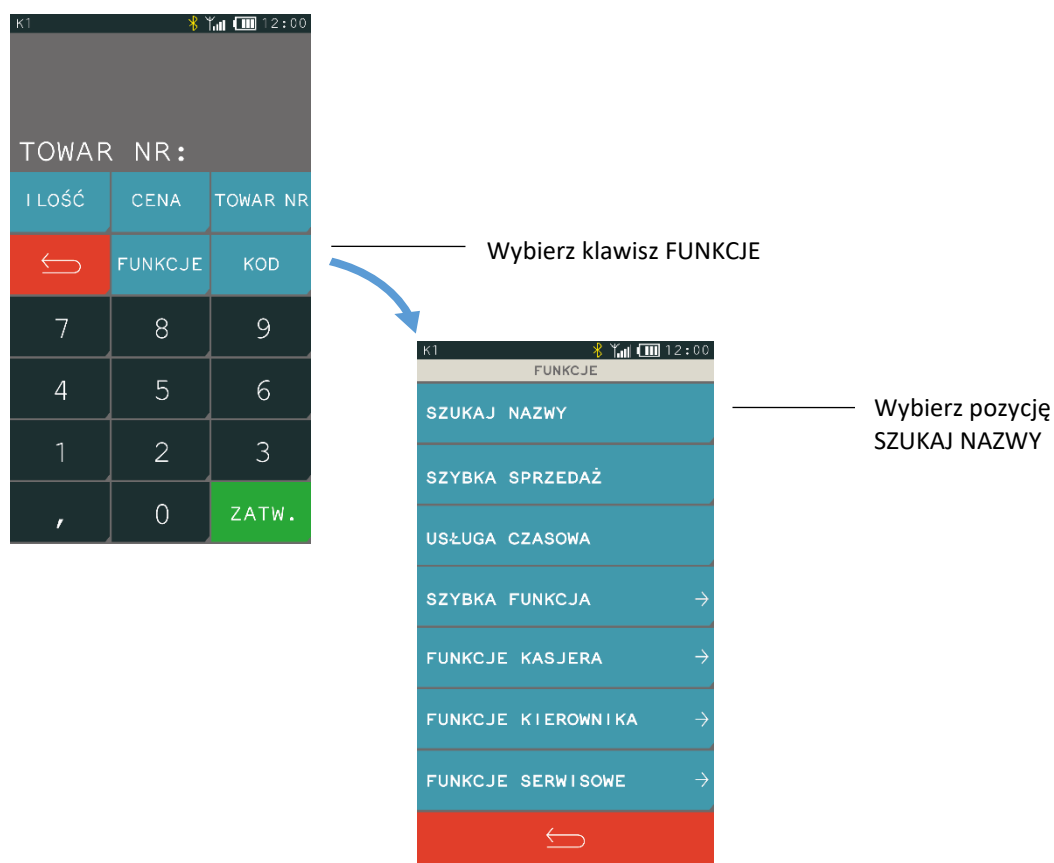 K1 12:00
TOWAR NR:
ILOŚĆ CENA TOWAR NR
FUNKCJE KOD
7 8 9
4 5 6
1 2 3
, 0 ZATW.
Wybierz klawisz FUNKCJE
K1 12:00
FUNKCJE
SZUKAJ NAZWY
SZYBKA SPRZEDAŻ
USŁUGA CZASOWA
SZYBKA FUNKCJA
FUNKCJE KASJERA
FUNKCJE KIEROWNIKA
FUNKCJE SERWISOWE
Wybierz pozycję
SZUKAJ NAZWY